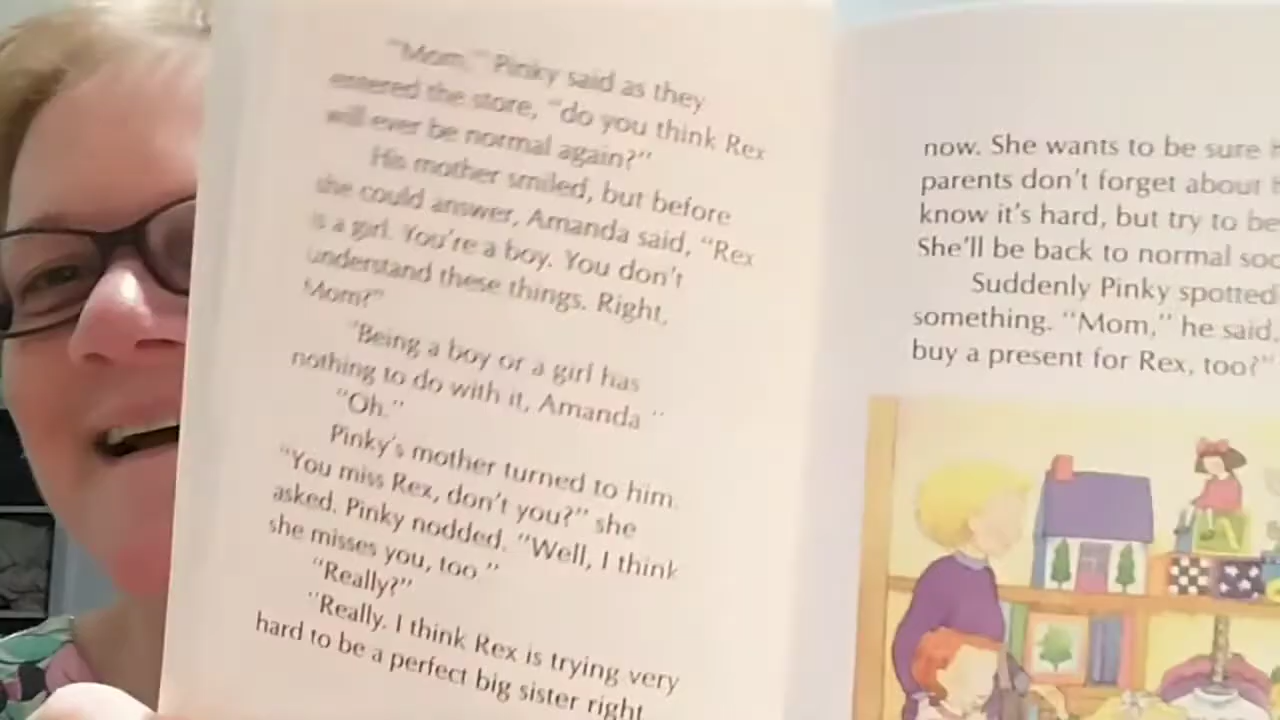 "Mom," Pinky said as they
entered the store, "do you think Rex
will ever be normal again?"
His mother smiled, but before
she could answer, Amanda said, "Rex
is a girl. You're a boy. You don't
understand these things. Right,
Mom?"
"Being a boy or a girl has
nothing to do with it, Amanda."
"Oh."
Pinky's mother turned to him.
"You miss Rex, don't you?" she
asked. Pinky nodded. "Well, I think
she misses you, too."
"Really?"
"Really. I think Rex is trying very
hard to be a perfect big sister right
now. She wants to be sure
parents don't forget about
know it's hard, but try to be
She'll be back to normal
Suddenly Pinky spotted
something. "Mom," he said,
buy a present for Rex, too?"